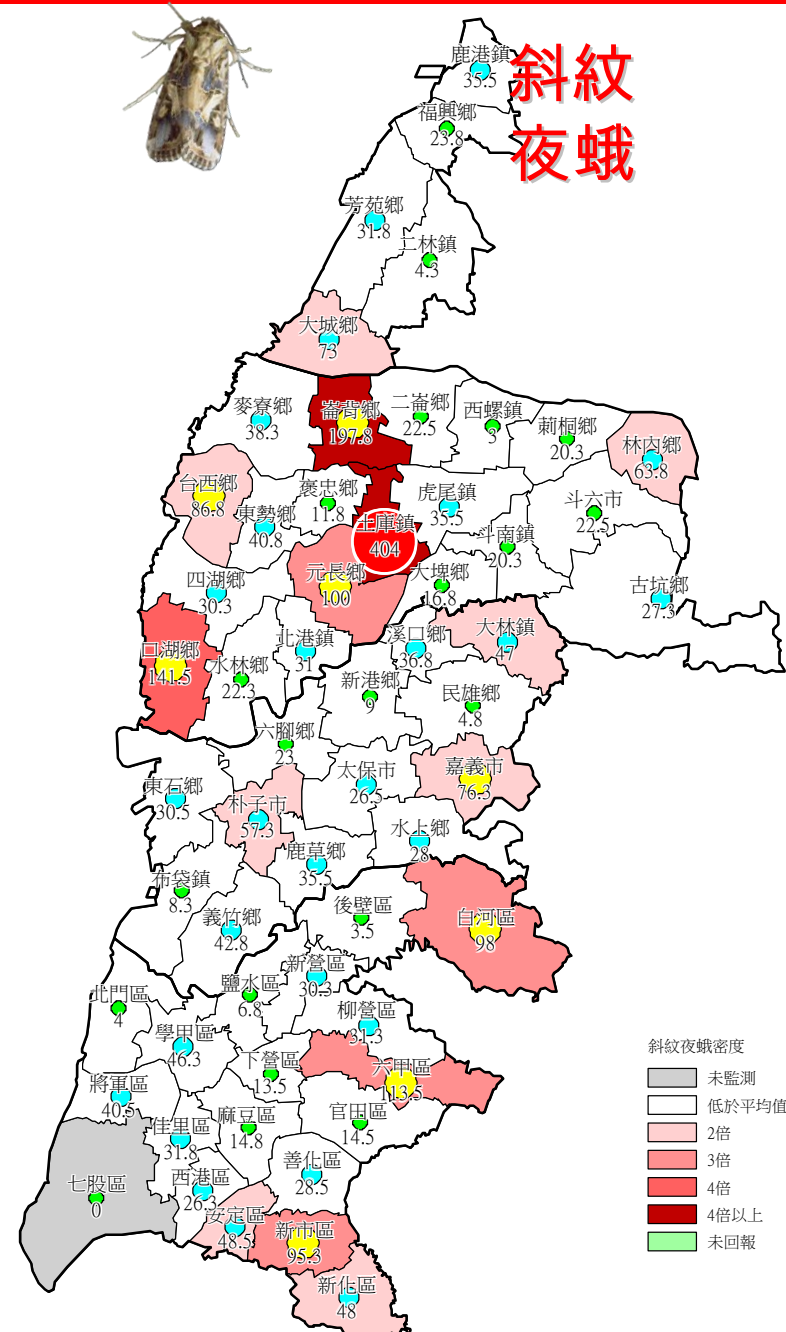 斜紋
夜蛾
鹿港鎮
35.5
福興鄉
23.8
芳苑鄉
31.8
二林鎮
4.3
大城鄉
73
麥寮鄉
38.3
崙背鄉
197.8
二崙鄉
22.5
西螺鎮
3
莿桐鄉
20.3
林內鄉
63.8
台西鄉
86.8
東勢鄉
40.8
褒忠鄉
11.8
土庫鎮
404
虎尾鎮
35.5
斗南鎮
20.3
斗六市
22.5
四湖鄉
30.3
元長鄉
100
大埤鄉
16.8
古坑鄉
27.3
口湖鄉
141.5
水林鄉
22.3
北港鎮
31
溪口鄉
36.8
大林鎮
47
新港鄉
9
民雄鄉
4.8
六腳鄉
23
東石鄉
30.5
朴子市
57.3
太保市
26.5
嘉義市
76.3
水上鄉
28
鹿草鄉
35.5
布袋鎮
8.3
義竹鄉
42.8
後壁區
3.5
白河區
98
新營區
30.3
鹽水區
6.8
北門區
4
學甲區
46.3
柳營區
31.3
下營區
13.5
六甲區
113.5
將軍區
40.5
佳里區
31.8
麻豆區
14.8
官田區
14.5
七股區
0
西港區
26.3
善化區
28.5
安定區
48.5
新市區
95.3
新化區
48
斜紋夜蛾密度
未監測
低於平均值
2倍
3倍
4倍
4倍以上
未回報